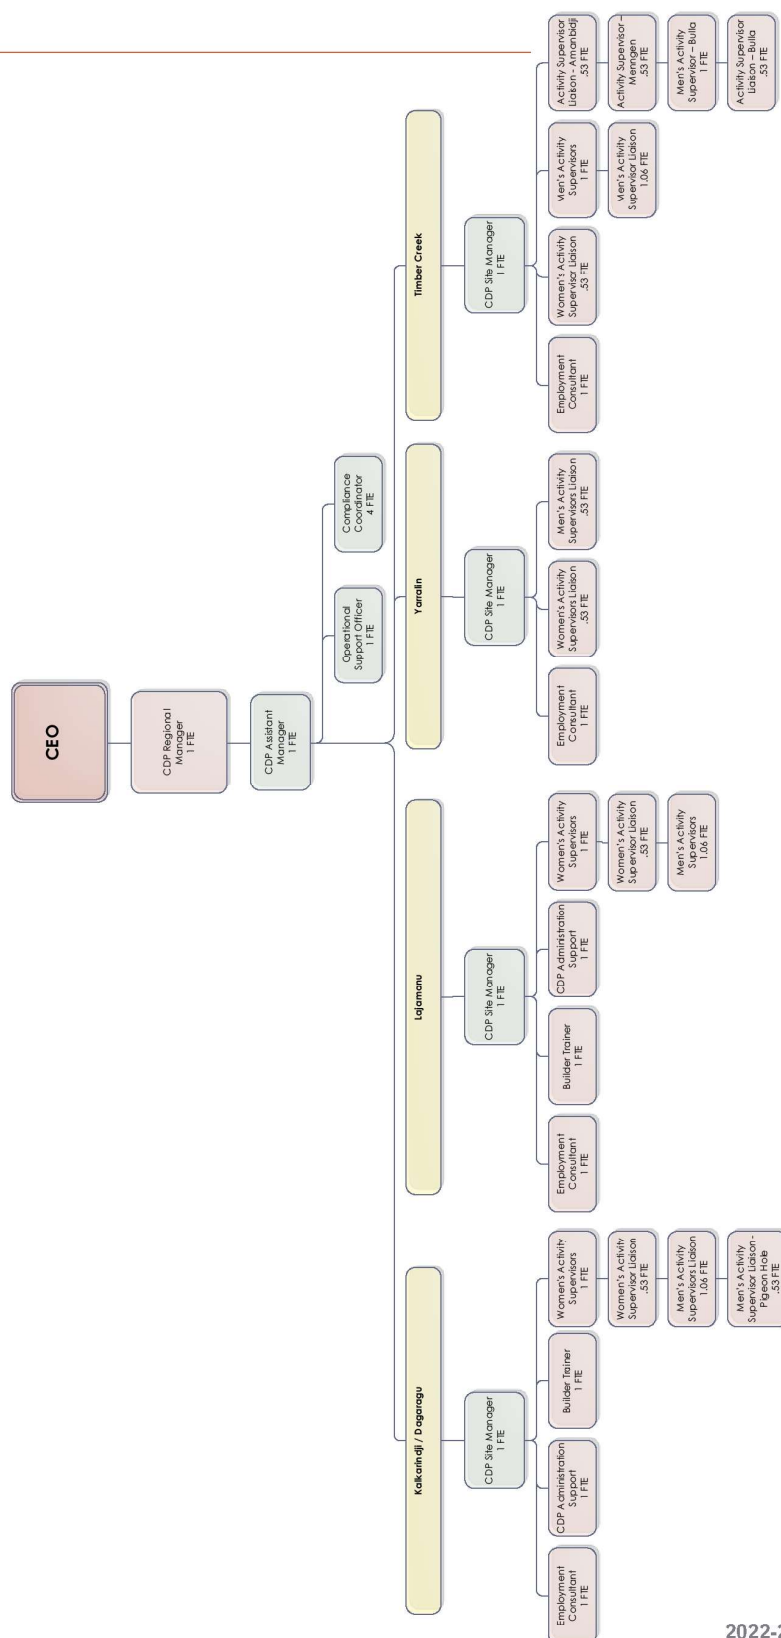 CEO
CDP Regional
Manager
1 FTE
CDP Assistant
Manager
1 FTE
Operational
Support Officer
1 FTE
Compliance
Coordinator
4 FTE
Kalkarindji / Dagaragu
CDP Site Manager
1 FTE
Employment
Consultant
1 FTE
CDP Administration
Support
1 FTE
Builder Trainer
1 FTE
Women's Activity
Supervisors
1 FTE
Women's Activity
Supervisor Liaison
.53 FTE
Men's Activity
Supervisors Liaison
1.06 FTE
Men's Activity
Supervisor Liaison -
Pigeon Hole
.53 FTE
Lajamanu
CDP Site Manager
1 FTE
Employment
Consultant
1 FTE
Builder Trainer
1 FTE
CDP Administration
Support
1 FTE
Women's Activity
Supervisors
1 FTE
Women's Activity
Supervisor Liaison
.53 FTE
Men's Activity
Supervisors
1.06 FTE
Yarralin
CDP Site Manager
1 FTE
Employment
Consultant
1 FTE
Women's Activity
Supervisors Liaison
.53 FTE
Men's Activity
Supervisors Liaison
.53 FTE
Timber Creek
CDP Site Manager
1 FTE
Employment
Consultant
1 FTE
Women's Activity
Supervisor Liaison
.53 FTE
Men's Activity
Supervisors
1 FTE
Men's Activity
Supervisor Liaison
1.06 FTE
Activity Supervisor
Liaison - Amanbidji
.53 FTE
Activity Supervisor –
Menngen
.53 FTE
Men's Activity
Supervisor – Bulla
1 FTE
Activity Supervisor
Liaison – Bulla
.53 FTE
2022-2